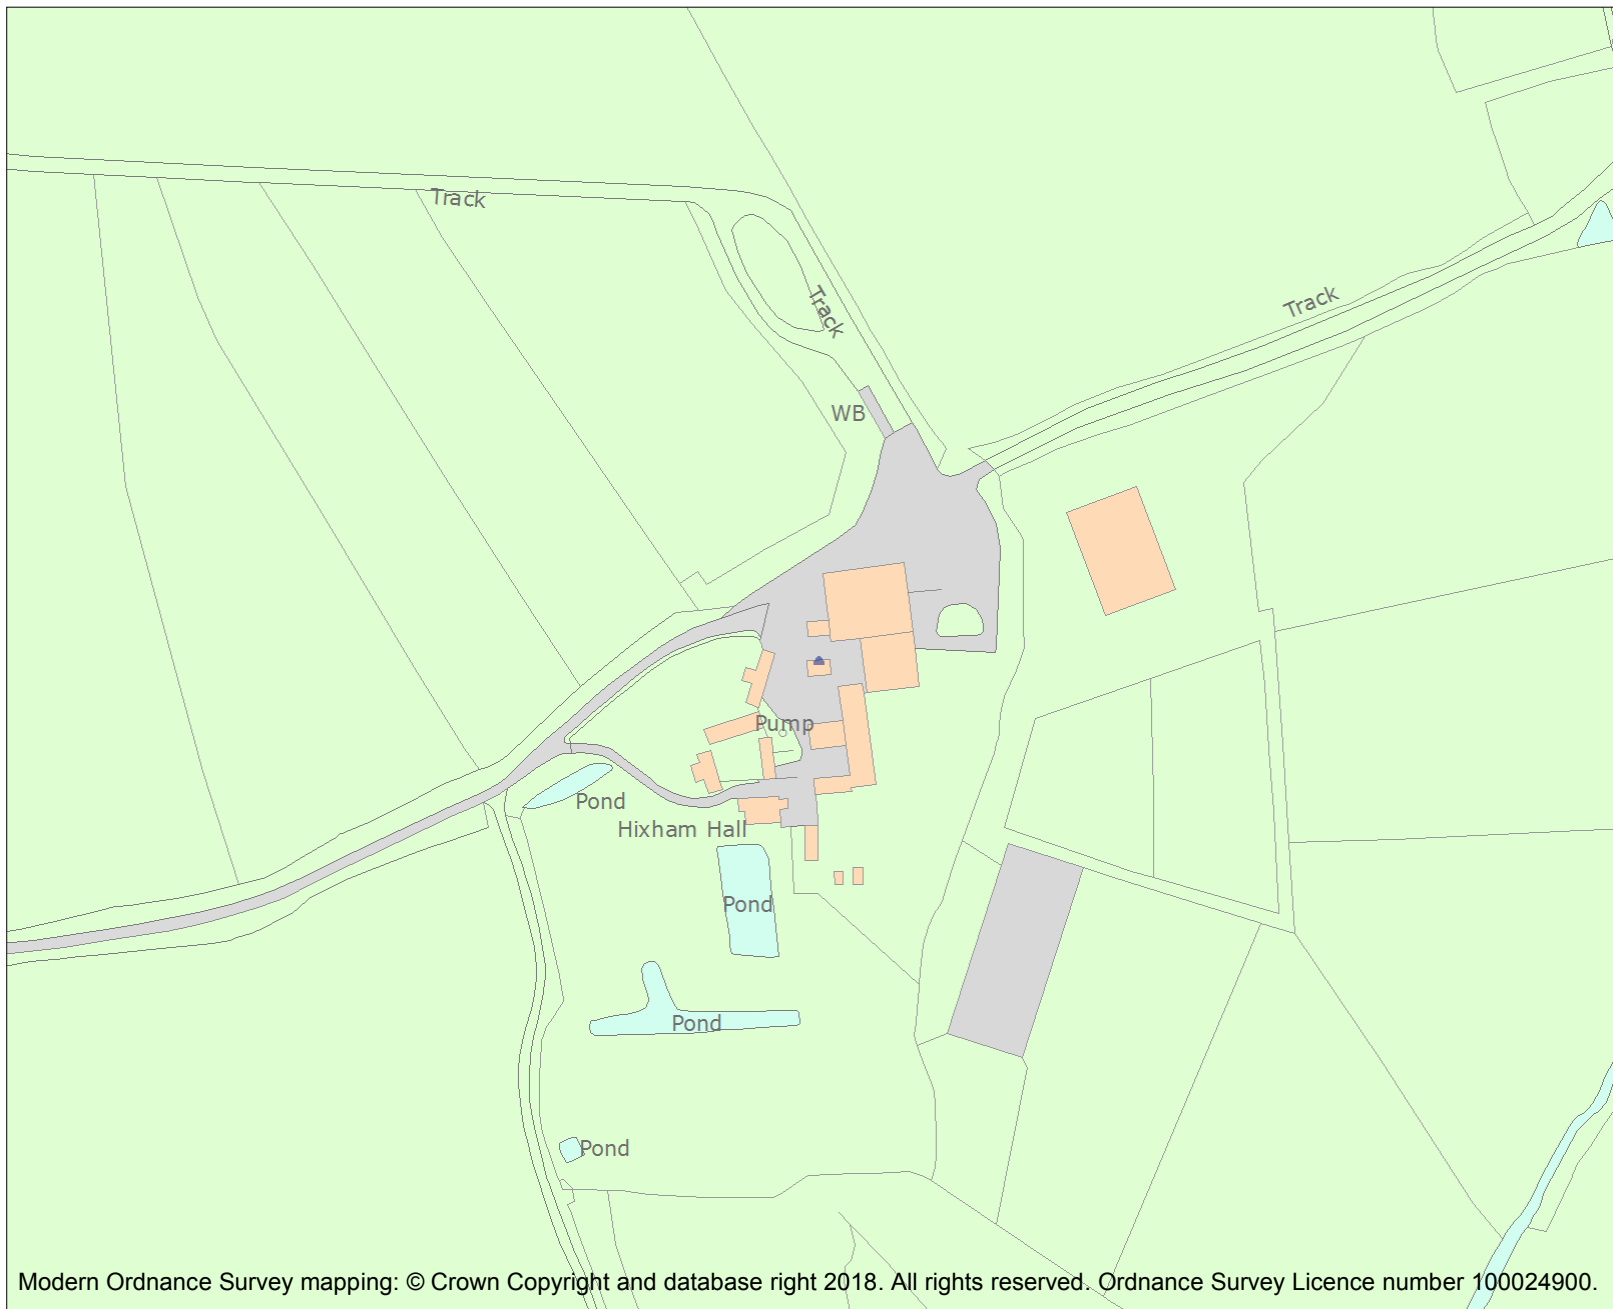 Track
Track
Track
WB
Pump
Pond
Hixham Hall
Pond
Pond
Pond
Modern Ordnance Survey mapping: © Crown Copyright and database right 2018. All rights reserved. Ordnance Survey Licence number 100024900.